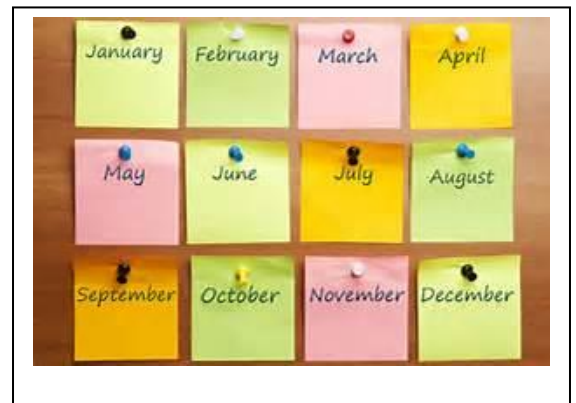 January February March April
May June July August
September October November December